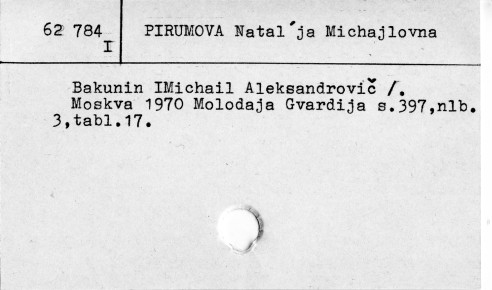 62 784 PIRUMOVA Natal´ja Michajlovna
I
Bakunin IMichail Aleksandrovič /.
Moskva 1970 Molodaja Gvardija s.397,nlb.
3,tabl.17.